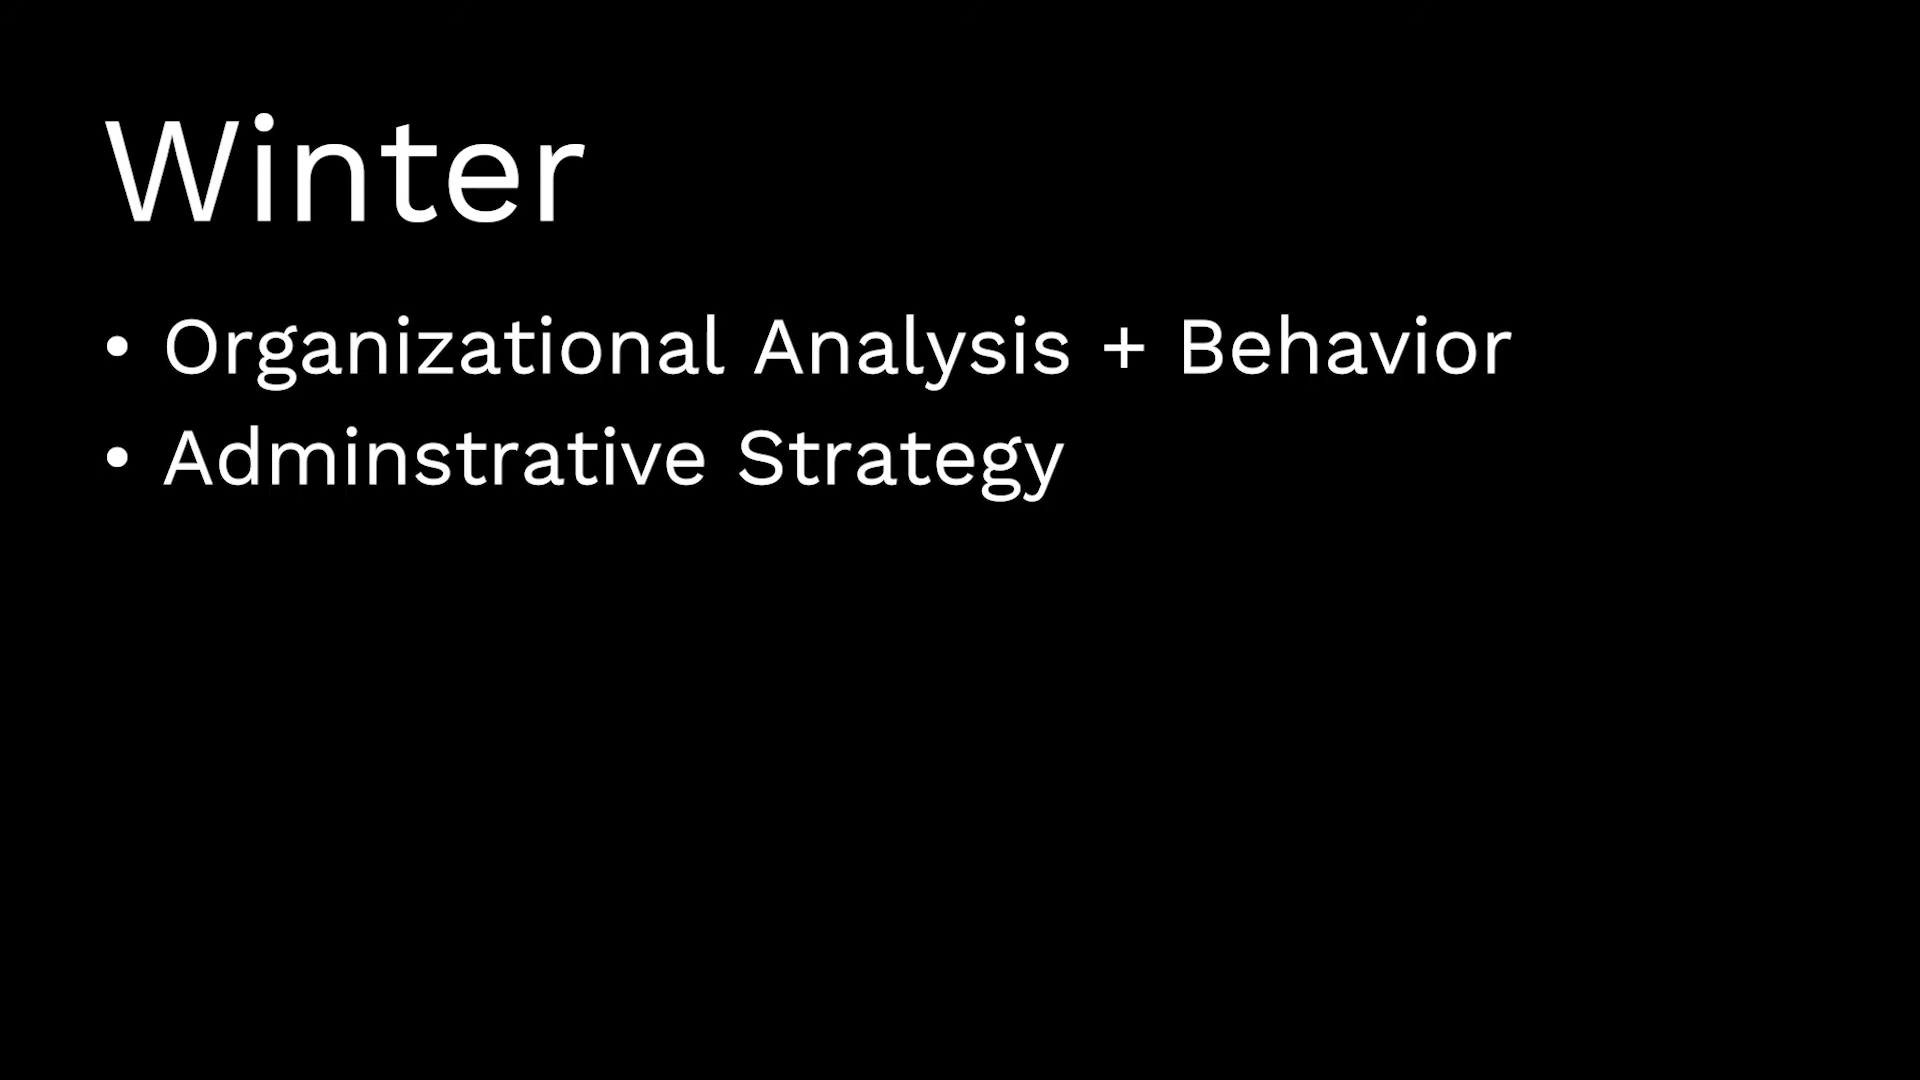 Winter
• Organizational Analysis + Behavior
• Adminstrative Strategy